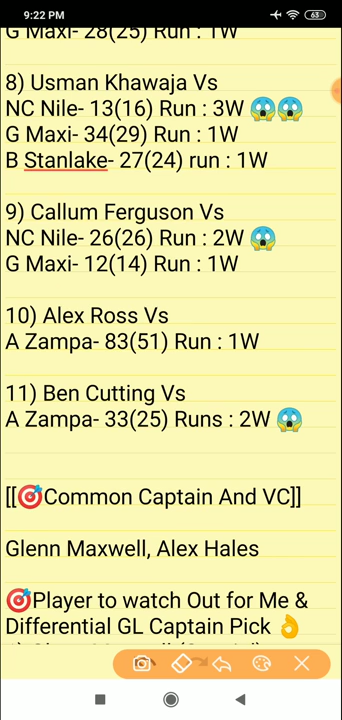 9:22 PM
63
G Maxi- 28(25) Run : 1W
8) Usman Khawaja Vs
NC Nile- 13(16) Run : 3W 😱😱
G Maxi- 34(29) Run : 1W
B Stanlake- 27(24) run : 1W
9) Callum Ferguson Vs
NC Nile- 26(26) Run : 2W 😱
G Maxi- 12(14) Run : 1W
10) Alex Ross Vs
A Zampa- 83(51) Run : 1W
11) Ben Cutting Vs
A Zampa- 33(25) Runs : 2W 😱
[[🎯Common Captain And VC]]
Glenn Maxwell, Alex Hales
🎯Player to watch Out for Me &
Differential GL Captain Pick 👌